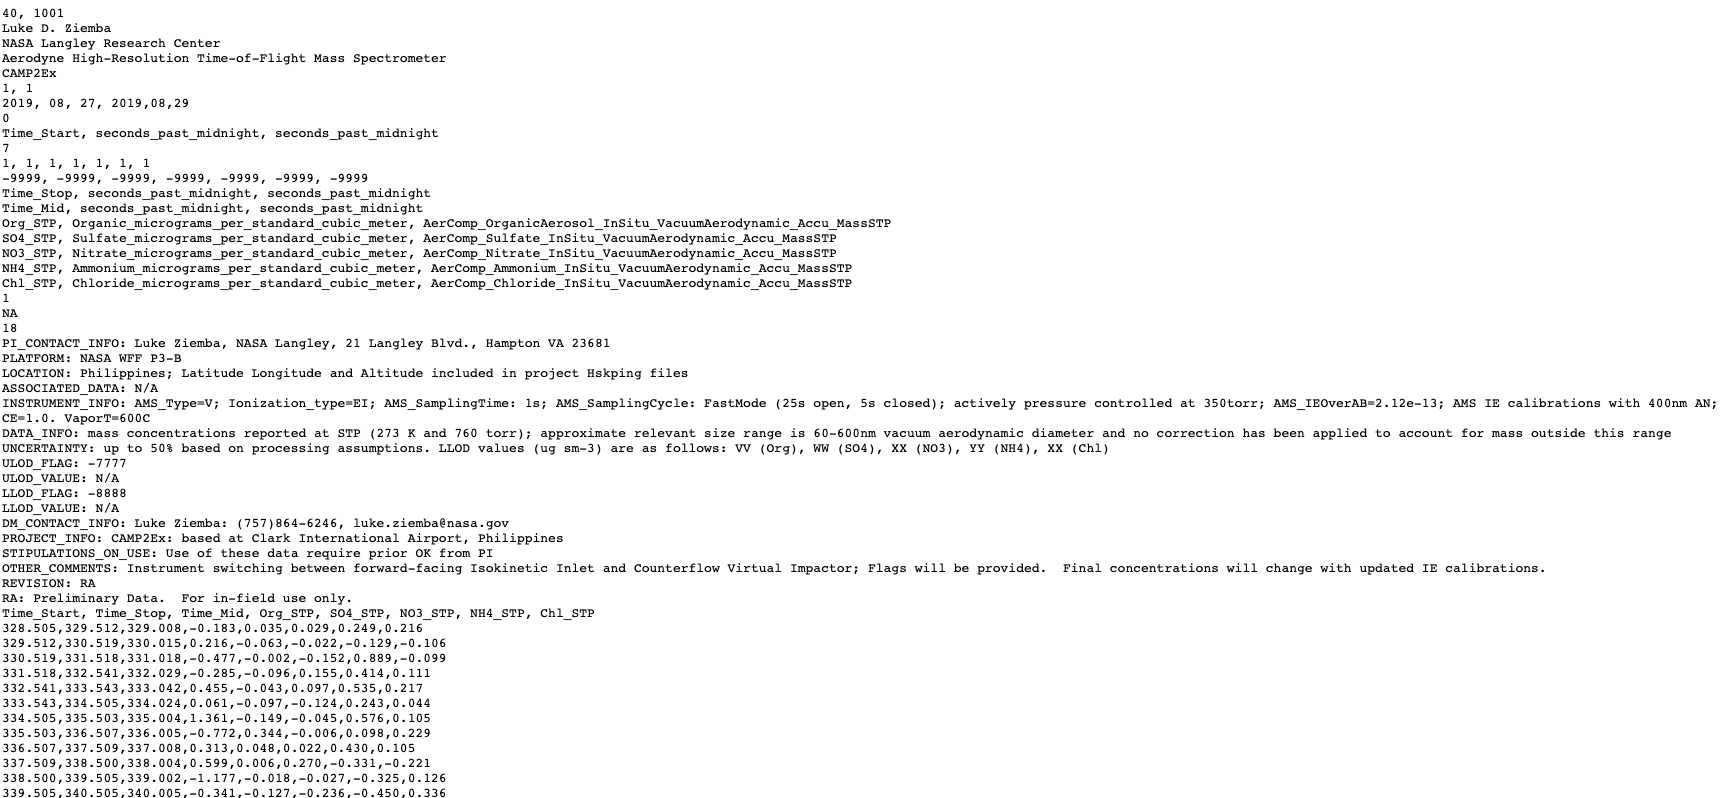 40, 1001
Luke D. Ziemba
NASA Langley Research Center
Aerodyne High-Resolution Time-of-Flight Mass Spectrometer
CAMP2Ex
1, 1
2019, 08, 27, 2019,08,29
0
Time_Start, seconds_past_midnight, seconds_past_midnight
7
1, 1, 1, 1, 1, 1, 1
-9999, -9999, -9999, -9999, -9999, -9999, -9999
Time_Stop, seconds_past_midnight, seconds_past_midnight
Time_Mid, seconds_past_midnight, seconds_past_midnight
Org_STP, Organic_micrograms_per_standard_cubic_meter, AerComp_OrganicAerosol_InSitu_VacuumAerodynamic_Accu_MassSTP
SO4_STP, Sulfate_micrograms_per_standard_cubic_meter, AerComp_Sulfate_InSitu_VacuumAerodynamic_Accu_MassSTP
NO3_STP, Nitrate_micrograms_per_standard_cubic_meter, AerComp_Nitrate_InSitu_VacuumAerodynamic_Accu_MassSTP
NH4_STP, Ammonium_micrograms_per_standard_cubic_meter, AerComp_Ammonium_InSitu_VacuumAerodynamic_Accu_MassSTP
Chl_STP, Chloride_micrograms_per_standard_cubic_meter, AerComp_Chloride_InSitu_VacuumAerodynamic_Accu_MassSTP
1
NA
18
PI_CONTACT_INFO: Luke Ziemba, NASA Langley, 21 Langley Blvd., Hampton VA 23681
PLATFORM: NASA WFF P3-B
LOCATION: Philippines; Latitude Longitude and Altitude included in project Hskping files
ASSOCIATED_DATA: N/A
INSTRUMENT_INFO: AMS_Type=V; Ionization_type=EI; AMS_SamplingTime: 1s; AMS_SamplingCycle: FastMode (25s open, 5s closed); actively pressure controlled at 350torr; AMS_IEOverAB=2.12e-13; AMS IE calibrations with 400nm AN;
CE=1.0. VaporT=600C
DATA_INFO: mass concentrations reported at STP (273 K and 760 torr); approximate relevant size range is 60-600nm vacuum aerodynamic diameter and no correction has been applied to account for mass outside this range
UNCERTAINTY: up to 50% based on processing assumptions. LLOD values (ug sm-3) are as follows: VV (Org), WW (SO4), XX (NO3), YY (NH4), XX (Chl)
ULOD_FLAG: -7777
ULOD_VALUE: N/A
LLOD_FLAG: -8888
LLOD_VALUE: N/A
DM_CONTACT_INFO: Luke Ziemba: (757)864-6246, luke.ziemba@nasa.gov
PROJECT_INFO: CAMP2Ex: based at Clark International Airport, Philippines
STIPULATIONS_ON_USE: Use of these data require prior OK from PI
OTHER_COMMENTS: Instrument switching between forward-facing Isokinetic Inlet and Counterflow Virtual Impactor; Flags will be provided.  Final concentrations will change with updated IE calibrations.
REVISION: RA
RA: Preliminary Data.  For in-field use only.
Time_Start, Time_Stop, Time_Mid, Org_STP, SO4_STP, NO3_STP, NH4_STP, Chl_STP
328.505,329.512,329.008,-0.183,0.035,0.029,0.249,0.216
329.512,330.519,330.015,0.216,-0.063,-0.022,-0.129,-0.106
330.519,331.518,331.018,-0.477,-0.002,-0.152,0.889,-0.099
331.518,332.541,332.029,-0.285,-0.096,0.155,0.414,0.111
332.541,333.543,333.042,0.455,-0.043,0.097,0.535,0.217
333.543,334.505,334.024,0.061,-0.097,-0.124,0.243,0.044
334.505,335.503,335.004,1.361,-0.149,-0.045,0.576,0.105
335.503,336.507,336.005,-0.772,0.344,-0.006,0.098,0.229
336.507,337.509,337.008,0.313,0.048,0.022,0.430,0.105
337.509,338.500,338.004,0.599,0.006,0.270,-0.331,-0.221
338.500,339.505,339.002,-1.177,-0.018,-0.027,-0.325,0.126
339.505,340.505,340.005,-0.341,-0.127,-0.236,-0.450,0.336